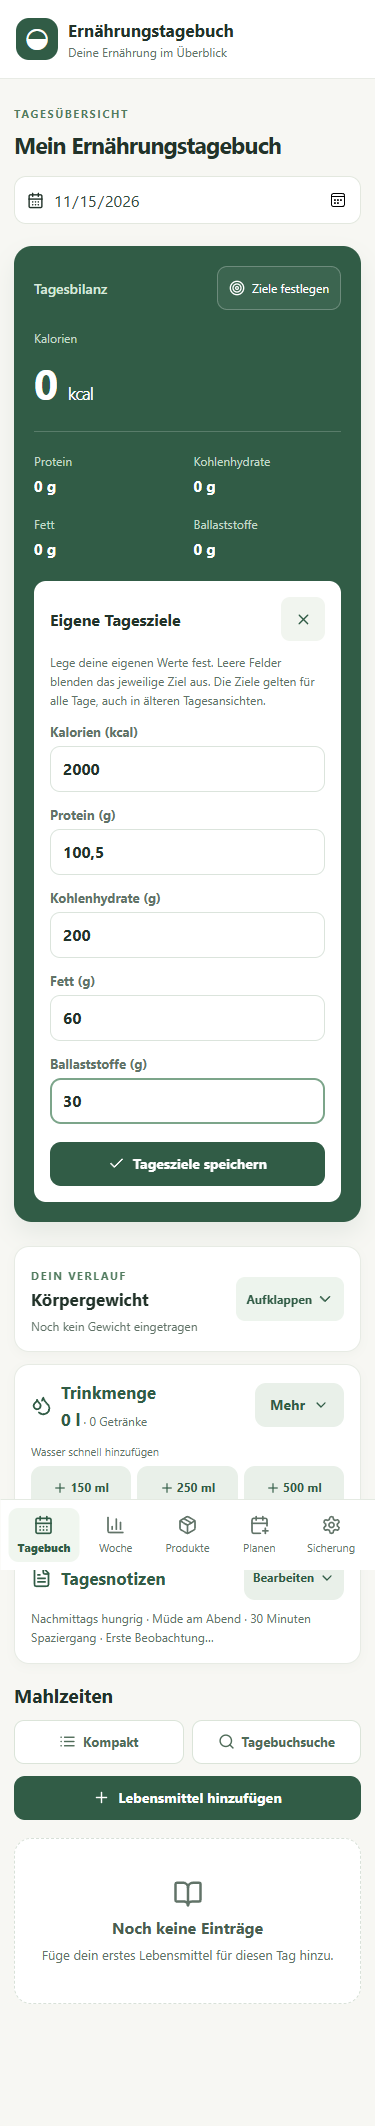 Ernährungstagebuch
Deine Ernährung im Überblick
TAGESÜBERSICHT
Mein Ernährungstagebuch
11/15/2026
Tagesbilanz
Ziele festlegen
Kalorien
0 kcal
Protein
Kohlenhydrate
0 g
0 g
Fett
Ballaststoffe
0 g
0 g
Eigene Tagesziele
Lege deine eigenen Werte fest. Leere Felder
blenden das jeweilige Ziel aus. Die Ziele gelten für
alle Tage, auch in älteren Tagesansichten.
Kalorien (kcal)
2000
Protein (g)
100,5
Kohlenhydrate (g)
200
Fett (g)
60
Ballaststoffe (g)
30
Tagesziele speichern
DEIN VERLAUF
Körpergewicht
Noch kein Gewicht eingetragen
Aufklappen
Trinkmenge
0 l · 0 Getränke
Mehr
Wasser schnell hinzufügen
+ 150 ml
+ 250 ml
+ 500 ml
Tagebuch
Woche
Produkte
Planen
Sicherung
Tagesnotizen
Bearbeiten
Nachmittags hungrig · Müde am Abend · 30 Minuten
Spaziergang · Erste Beobachtung...
Mahlzeiten
Kompakt
Tagebuchsuche
+ Lebensmittel hinzufügen
Noch keine Einträge
Füge dein erstes Lebensmittel für diesen Tag hinzu.